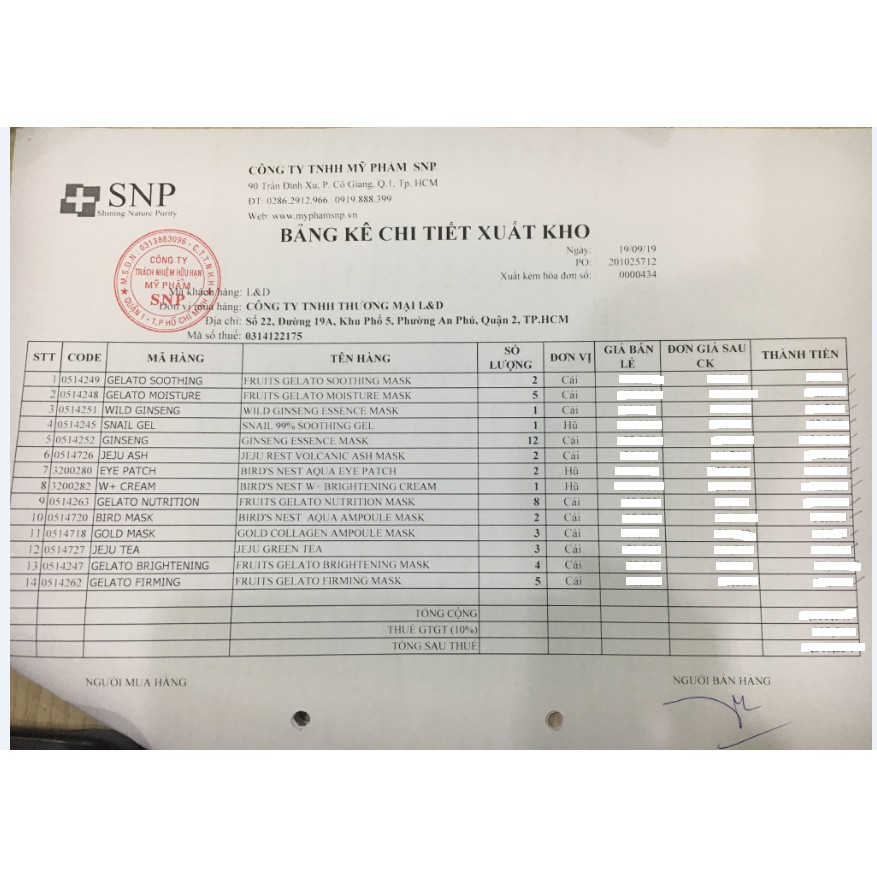 SNP
Shining Nature Purity
CÔNG TY TNHH MỸ PHẨM SNP
90 Trần Đình Xu, P. Cô Giang, Q.1, Tp. HCM
ĐT: 0286.2912.966 | 0919.888.399
Web: www.myphamsnp.vn
BẢNG KÊ CHI TIẾT XUẤT KHO
Ngày: 19/09/19
PO: 201025712
Xuất kèm hóa đơn số: 0000434
M.S.D.N: 0313883096 - C.T.T.N.H.H
CÔNG TY
TRÁCH NHIỆM HỮU HẠN
MỸ PHẨM
SNP
QUẬN 1 - T.P HỒ CHÍ MINH
Mã khách hàng: L&D
Đơn vị mua hàng: CÔNG TY TNHH THƯƠNG MẠI L&D
Địa chỉ: Số 22, Đường 19A, Khu Phố 5, Phường An Phú, Quận 2, TP.HCM
Mã số thuế: 0314122175
STT CODE MÃ HÀNG TÊN HÀNG SỐ LƯỢNG ĐƠN VỊ GIÁ BÁN LẺ ĐƠN GIÁ SAU CK THÀNH TIỀN
1 0514249 GELATO SOOTHING FRUITS GELATO SOOTHING MASK 2 Cái
2 0514248 GELATO MOISTURE FRUITS GELATO MOISTURE MASK 5 Cái
3 0514251 WILD GINSENG WILD GINSENG ESSENCE MASK 1 Cái
4 0514245 SNAIL GEL SNAIL 99% SOOTHING GEL 1 Hũ
5 0514252 GINSENG GINSENG ESSENCE MASK 12 Cái
6 0514726 JEJU ASH JEJU REST VOLCANIC ASH MASK 2 Cái
7 3200280 EYE PATCH BIRD'S NEST AQUA EYE PATCH 2 Hũ
8 3200282 W+ CREAM BIRD'S NEST W+ BRIGHTENING CREAM 1 Hũ
9 0514263 GELATO NUTRITION FRUITS GELATO NUTRITION MASK 8 Cái
10 0514720 BIRD MASK BIRD'S NEST AQUA AMPOULE MASK 2 Cái
11 0514718 GOLD MASK GOLD COLLAGEN AMPOULE MASK 3 Cái
12 0514727 JEJU TEA JEJU GREEN TEA 3 Cái
13 0514247 GELATO BRIGHTENING FRUITS GELATO BRIGHTENING MASK 4 Cái
14 0514262 GELATO FIRMING FRUITS GELATO FIRMING MASK 5 Cái
TỔNG CỘNG
THUẾ GTGT (10%)
TỔNG SAU THUẾ
NGƯỜI MUA HÀNG NGƯỜI BÁN HÀNG